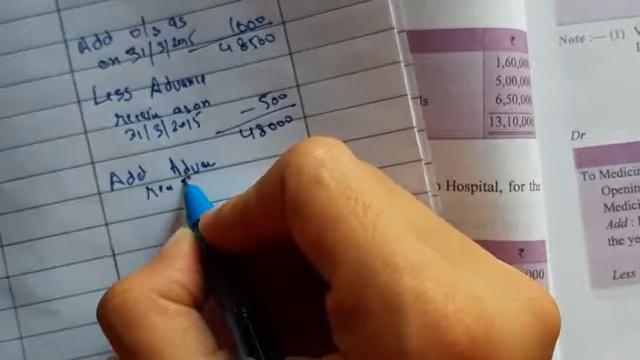 Add o/s as
on 31/3/2015 1000
48500
Less Advance
receiv as on
31/3/2015 - 500
48000
Add Advan
₹
1,60,000
5,00,000
6,50,000
13,10,000
Hospital, for the
₹
000
Note :— (1)
Dr.
To Medicin
Openin
Medici
Add :
the ye
Less